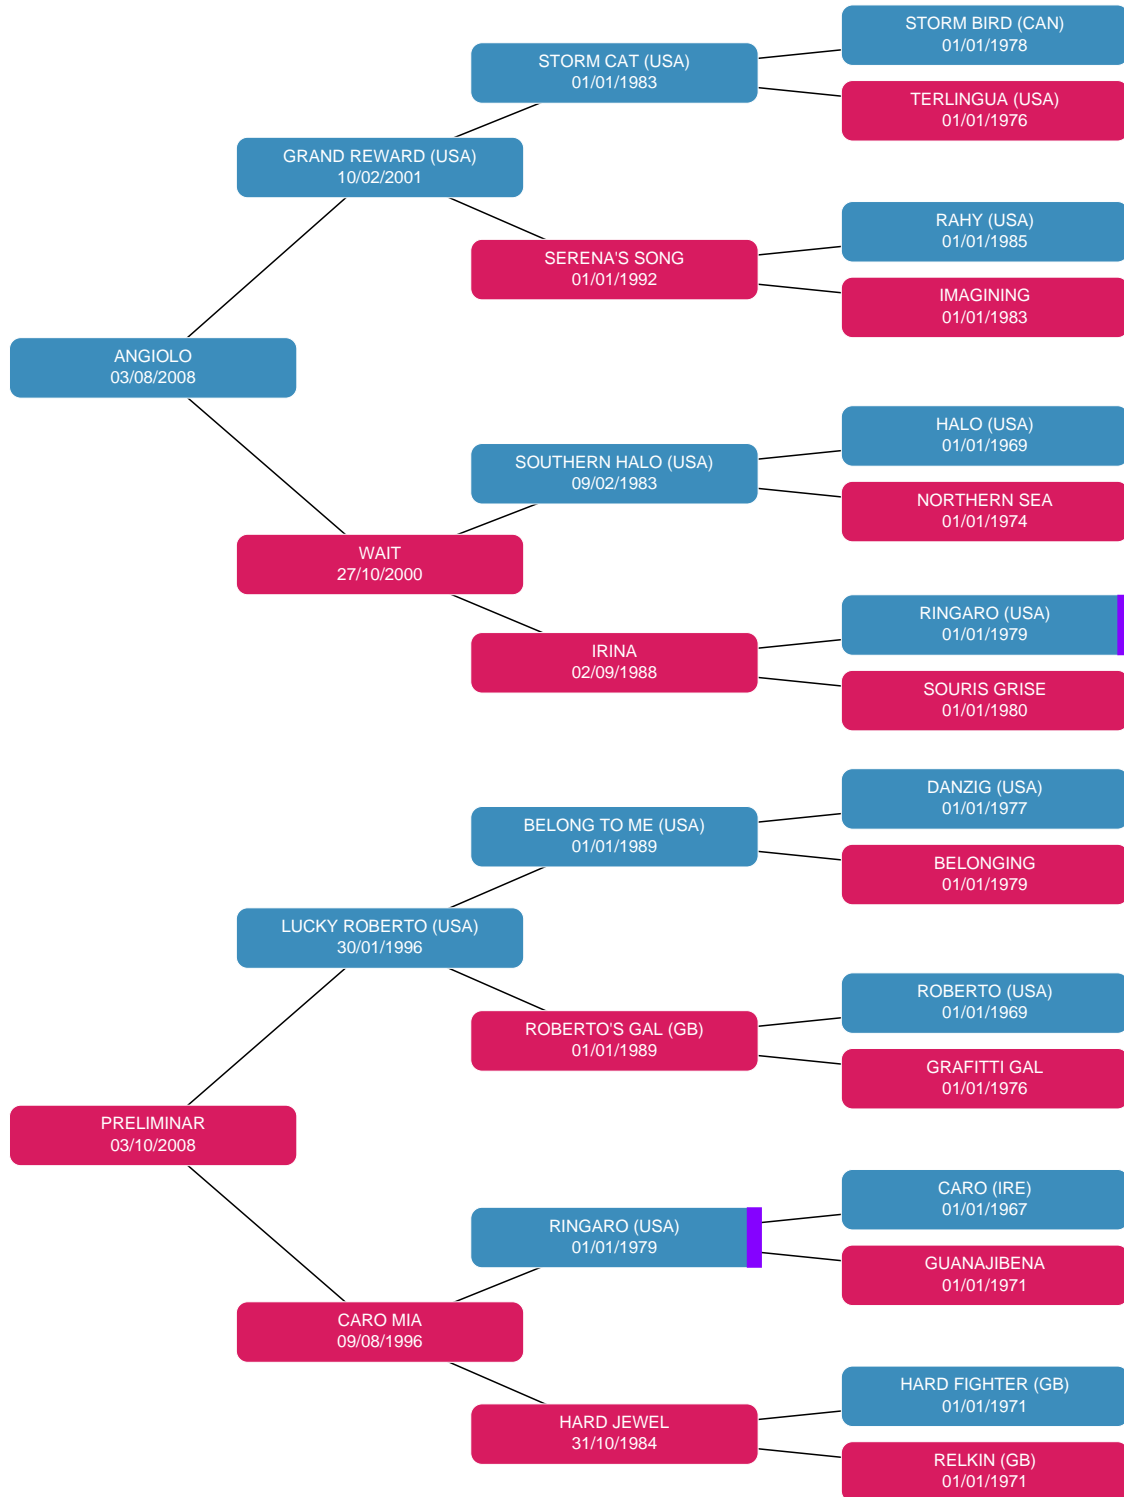 STORM BIRD (CAN)
01/01/1978
STORM CAT (USA)
01/01/1983
TERLINGUA (USA)
01/01/1976
GRAND REWARD (USA)
10/02/2001
RAHY (USA)
01/01/1985
SERENA'S SONG
01/01/1992
IMAGINING
01/01/1983
ANGIOLO
03/08/2008
HALO (USA)
01/01/1969
SOUTHERN HALO (USA)
09/02/1983
NORTHERN SEA
01/01/1974
WAIT
27/10/2000
RINGARO (USA)
01/01/1979
IRINA
02/09/1988
SOURIS GRISE
01/01/1980
DANZIG (USA)
01/01/1977
BELONG TO ME (USA)
01/01/1989
BELONGING
01/01/1979
LUCKY ROBERTO (USA)
30/01/1996
ROBERTO (USA)
01/01/1969
ROBERTO'S GAL (GB)
01/01/1989
GRAFITTI GAL
01/01/1976
PRELIMINAR
03/10/2008
CARO (IRE)
01/01/1967
RINGARO (USA)
01/01/1979
GUANAJIBENA
01/01/1971
CARO MIA
09/08/1996
HARD FIGHTER (GB)
01/01/1971
HARD JEWEL
31/10/1984
RELKIN (GB)
01/01/1971